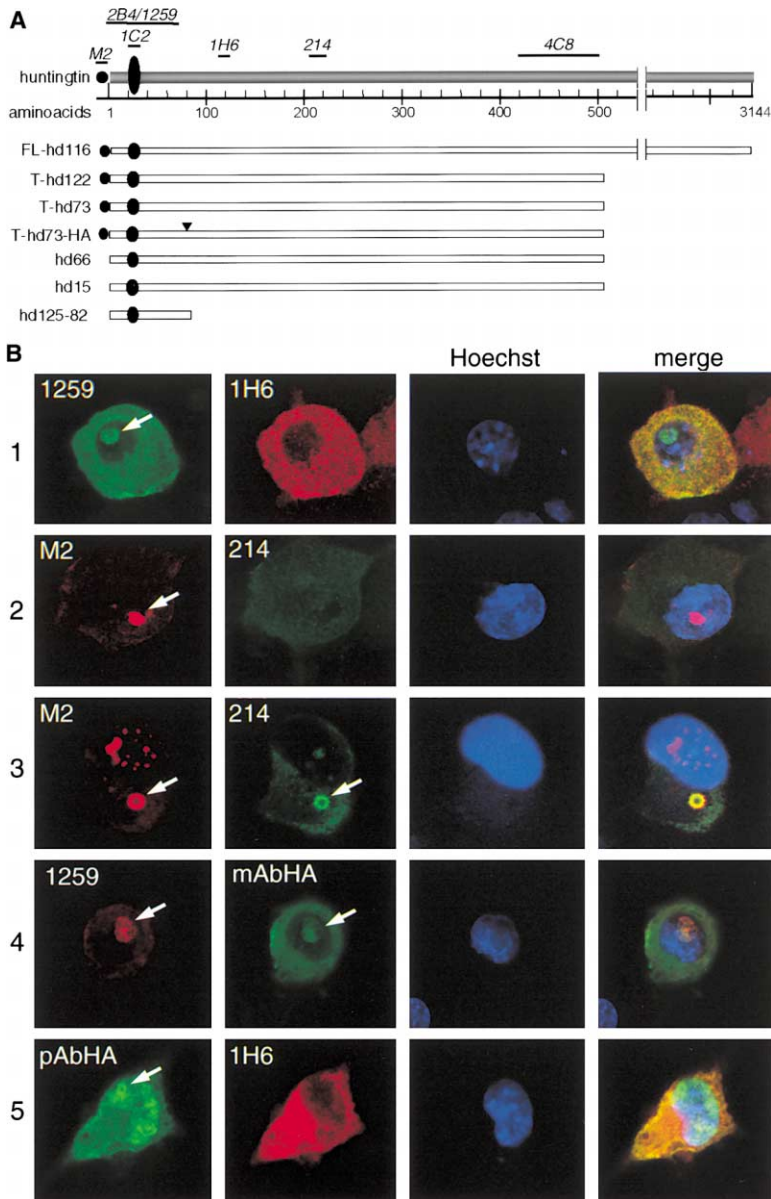 A
2B4/1259
1C2
M2
1H6
214
4C8
huntingtin
aminoacids
1 100 200 300 400 500 3144
FL-hd116
T-hd122
T-hd73
T-hd73-HA
hd66
hd15
hd125-82
B
Hoechst merge
1259 1H6
1
M2 214
2
M2 214
3
1259 mAbHA
4
pAbHA 1H6
5